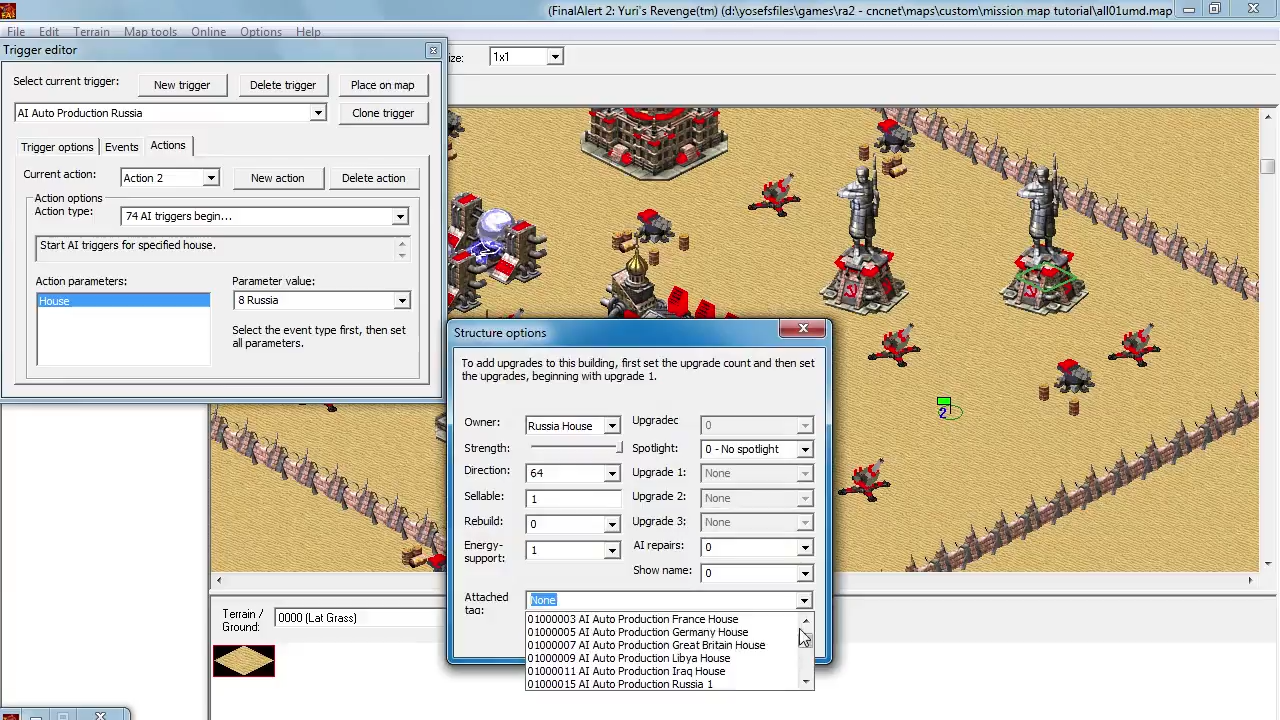 (FinalAlert 2: Yuri's Revenge(tm) (d:\yosefsfiles\games\ra2 - cncnet\maps\custom\mission map tutorial\all01umd.map
File Edit Terrain Map tools Online Options Help
Trigger editor
ze: 1x1
Select current trigger: New trigger Delete trigger Place on map
AI Auto Production Russia Clone trigger
Trigger options Events Actions
Current action: Action 2 New action Delete action
Action options
Action type: 74 AI triggers begin...
Start AI triggers for specified house.
Action parameters: Parameter value:
House 8 Russia
Select the event type first, then set
all parameters.
Structure options
To add upgrades to this building, first set the upgrade count and then set
the upgrades, beginning with upgrade 1.
Owner: Russia House Upgradec 0
Strength: Spotlight: 0 - No spotlight
Direction: 64 Upgrade 1: None
Sellable: 1 Upgrade 2: None
Rebuild: 0 Upgrade 3: None
Energy-
support: 1 AI repairs: 0
Show name: 0
Attached
tag: None
01000003 AI Auto Production France House
01000005 AI Auto Production Germany House
01000007 AI Auto Production Great Britain House
01000009 AI Auto Production Libya House
01000011 AI Auto Production Iraq House
01000015 AI Auto Production Russia 1
2
Terrain /
Ground: 0000 (Lat Grass)